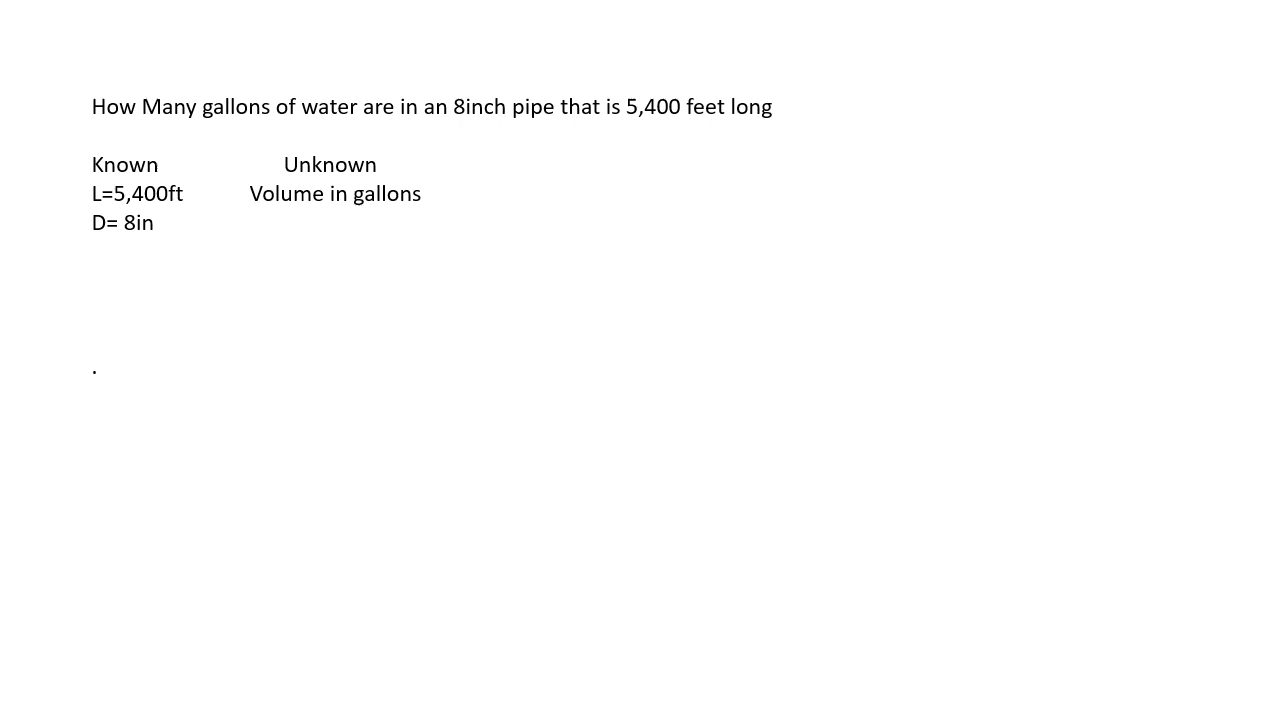 How Many gallons of water are in an 8inch pipe that is 5,400 feet long
Known Unknown
L=5,400ft Volume in gallons
D= 8in
.